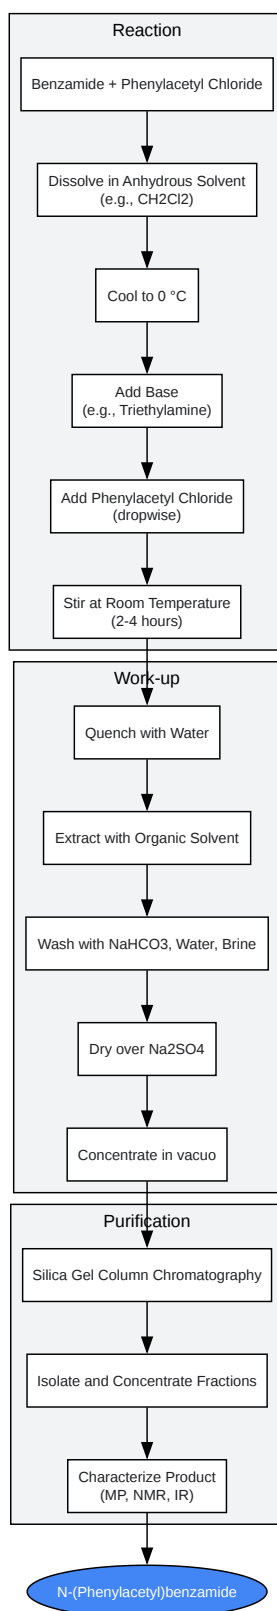 Reaction
Benzamide + Phenylacetyl Chloride
Dissolve in Anhydrous Solvent
(e.g., CH2Cl2)
Cool to 0 °C
Add Base
(e.g., Triethylamine)
Add Phenylacetyl Chloride
(dropwise)
Stir at Room Temperature
(2-4 hours)
Work-up
Quench with Water
Extract with Organic Solvent
Wash with NaHCO3, Water, Brine
Dry over Na2SO4
Concentrate in vacuo
Purification
Silica Gel Column Chromatography
Isolate and Concentrate Fractions
Characterize Product
(MP, NMR, IR)
N-(Phenylacetyl)benzamide